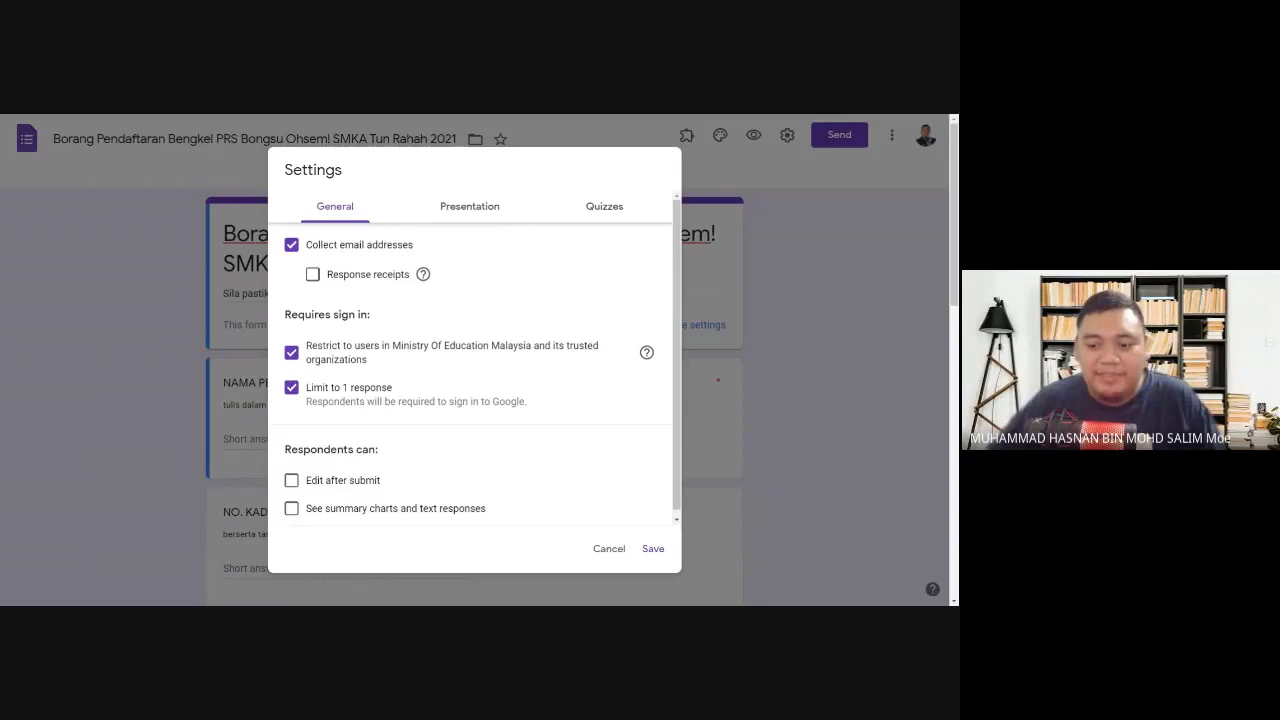 Borang Pendaftaran Bengkel PRS Bongsu Ohsem! SMKA Tun Rahah 2021
Send
Settings
General
Presentation
Quizzes
Bora
em!
SMK
Collect email addresses
Response receipts
Sila pastik
Requires sign in:
This form
e settings
Restrict to users in Ministry Of Education Malaysia and its trusted
organizations
NAMA PE
Limit to 1 response
tulis dalam
Respondents will be required to sign in to Google.
Short answ
Respondents can:
Edit after submit
See summary charts and text responses
NO. KAD
berserta tan
Cancel
Save
Short ans
MUHAMMAD HASNAN BIN MOHD SALIM Moe